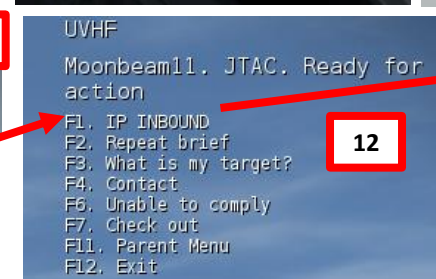 UVHF
Moonbeam11. JTAC. Ready for
action
F1. IP INBOUND
F2. Repeat brief
F3. What is my target?
F4. Contact
F6. Unable to comply
F7. Check out
F11. Parent Menu
F12. Exit
12